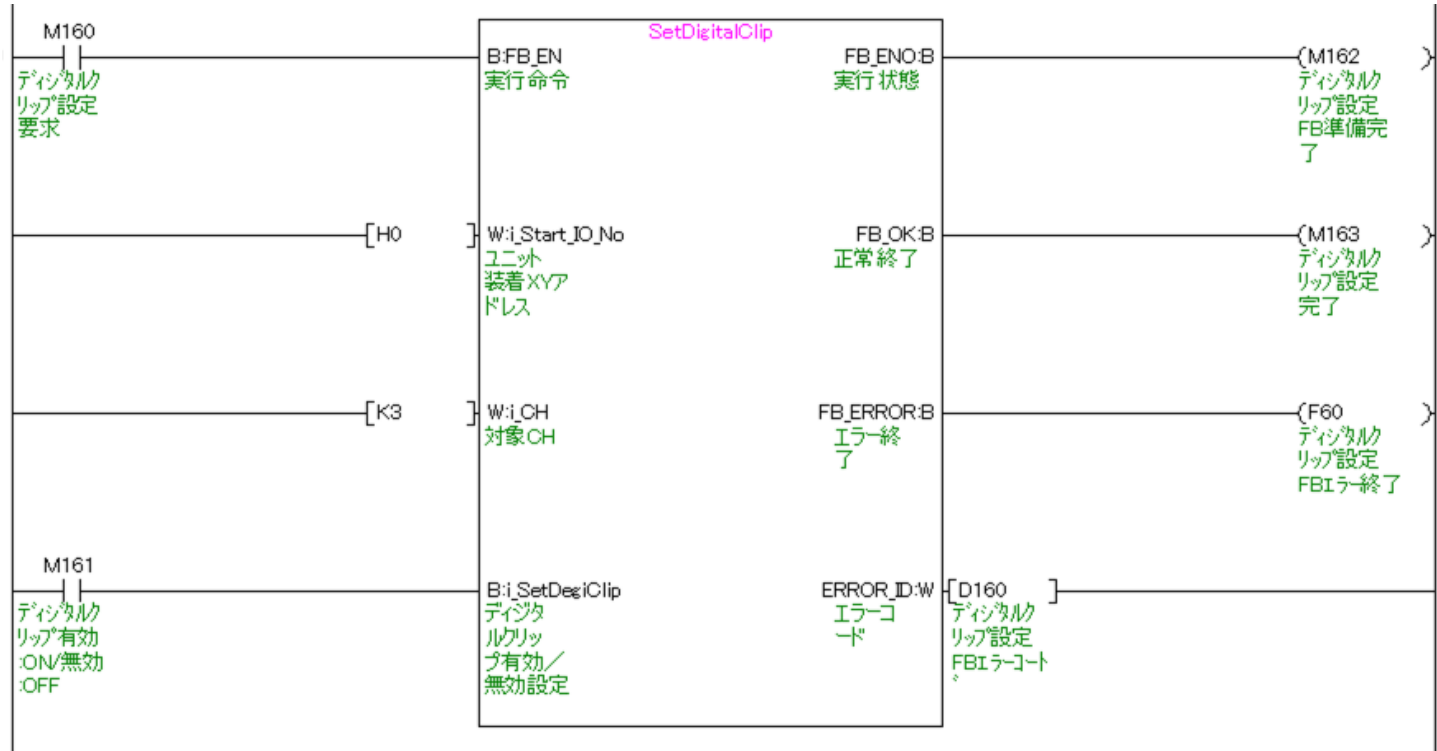 SetDigitalClip
M160
ディジタルク
リップ設定
要求
B:FB_EN
実行命令
FB_ENO:B
実行状態
M162
ディジタルク
リップ設定
FB準備完
了
H0
W:i_Start_IO_No
ユニット
装着XYア
ドレス
FB_OK:B
正常終了
M163
ディジタルク
リップ設定
完了
K3
W:i_CH
対象CH
FB_ERROR:B
エラー終
了
F60
ディジタルク
リップ設定
FBエラー終了
M161
ディジタルク
リップ有効
:ON/無効
:OFF
B:i_SetDegiClip
ディジタ
ルクリッ
プ有効/
無効設定
ERROR_ID:W
エラーコ
ード
D160
ディジタルク
リップ設定
FBエラーコート
゛